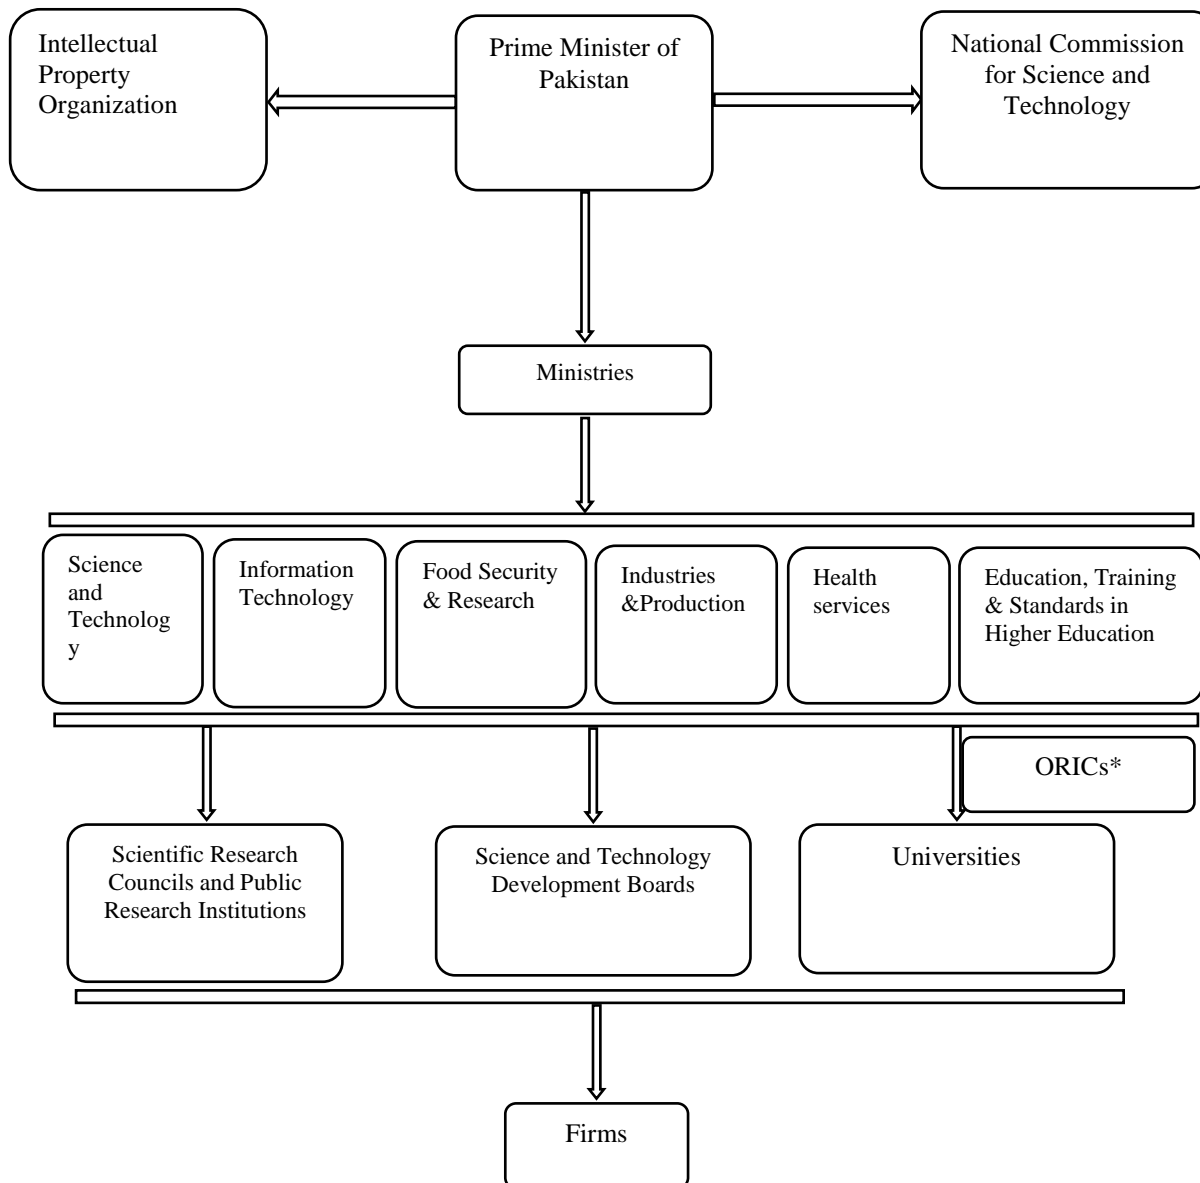 Intellectual
Property
Organization
Prime Minister of
Pakistan
National Commission
for Science and
Technology
Ministries
Science
and
Technolog
y
Information
Technology
Food Security
& Research
Industries
&Production
Health
services
Education, Training
& Standards in
Higher Education
ORICs*
Scientific Research
Councils and Public
Research Institutions
Science and Technology
Development Boards
Universities
Firms